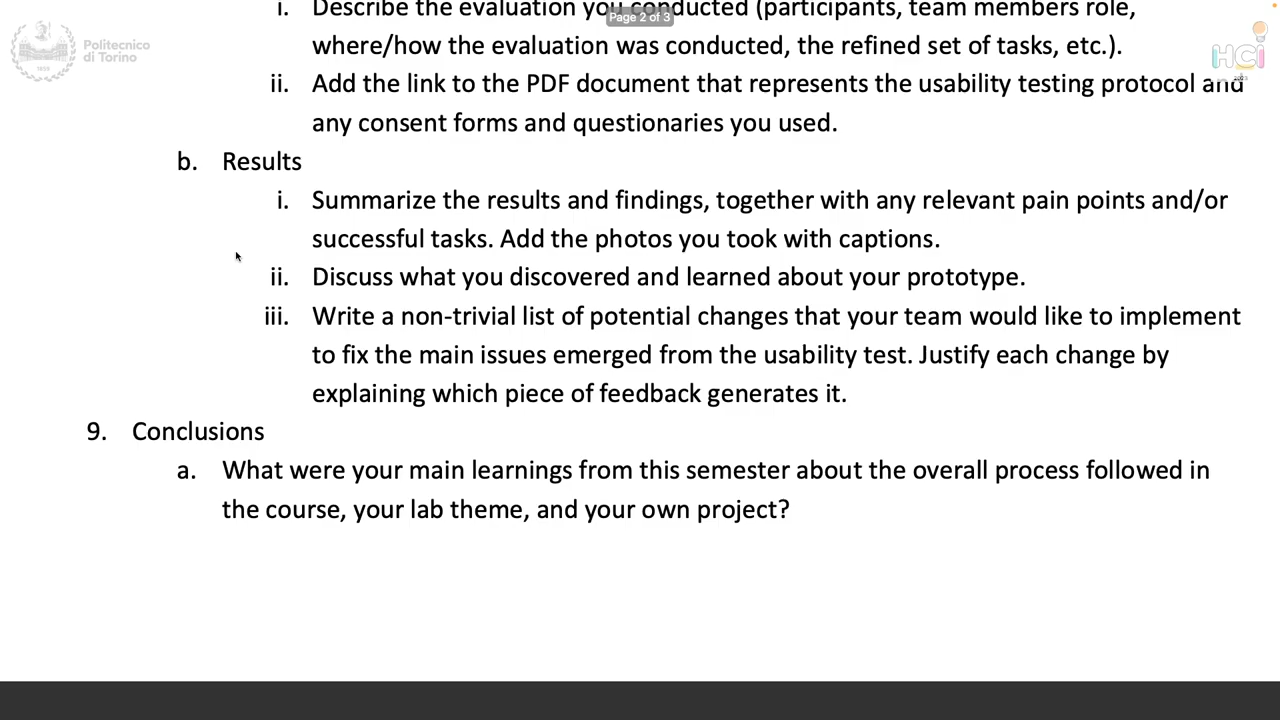 i. Describe the evaluation you conducted (participants, team members role,
Page 2 of 3
Politecnico
di Torino
1859
HCI
2023
where/how the evaluation was conducted, the refined set of tasks, etc.).
ii. Add the link to the PDF document that represents the usability testing protocol and
any consent forms and questionaries you used.
b. Results
i. Summarize the results and findings, together with any relevant pain points and/or
successful tasks. Add the photos you took with captions.
ii. Discuss what you discovered and learned about your prototype.
iii. Write a non-trivial list of potential changes that your team would like to implement
to fix the main issues emerged from the usability test. Justify each change by
explaining which piece of feedback generates it.
9. Conclusions
a. What were your main learnings from this semester about the overall process followed in
the course, your lab theme, and your own project?